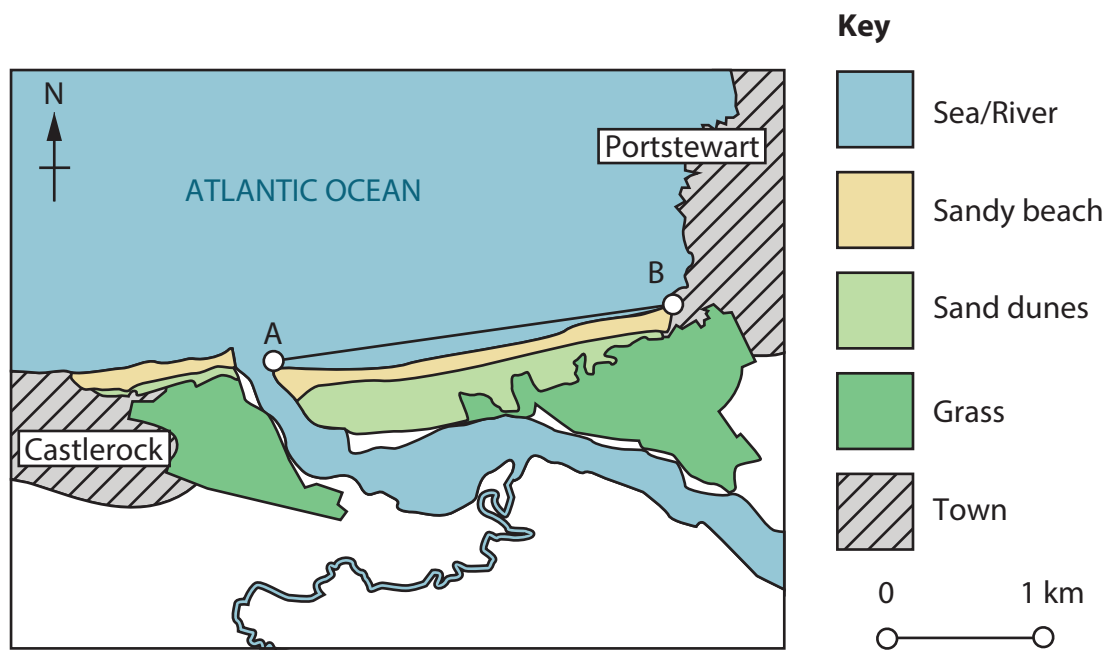 N
ATLANTIC OCEAN
Portstewart
B
A
Castlerock
Key
Sea/River
Sandy beach
Sand dunes
Grass
Town
0 1 km